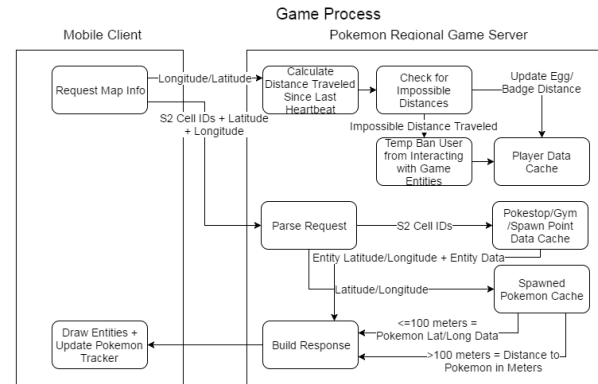 Game Process
Mobile Client
Pokemon Regional Game Server
Request Map Info
Longitude/Latitude
Calculate
Distance Traveled
Since Last
Heartbeat
Check for
Impossible
Distances
Update Egg/
Badge Distance
S2 Cell IDs + Latitude
+ Longitude
Impossible Distance Traveled
Temp Ban User
from Interacting
with Game
Entities
Player Data
Cache
Parse Request
S2 Cell IDs
Pokestop/Gym
/Spawn Point
Data Cache
Entity Latitude/Longitude + Entity Data
Latitude/Longitude
Spawned
Pokemon Cache
<=100 meters =
Pokemon Lat/Long Data
Draw Entities +
Update Pokemon
Tracker
Build Response
>100 meters = Distance to
Pokemon in Meters